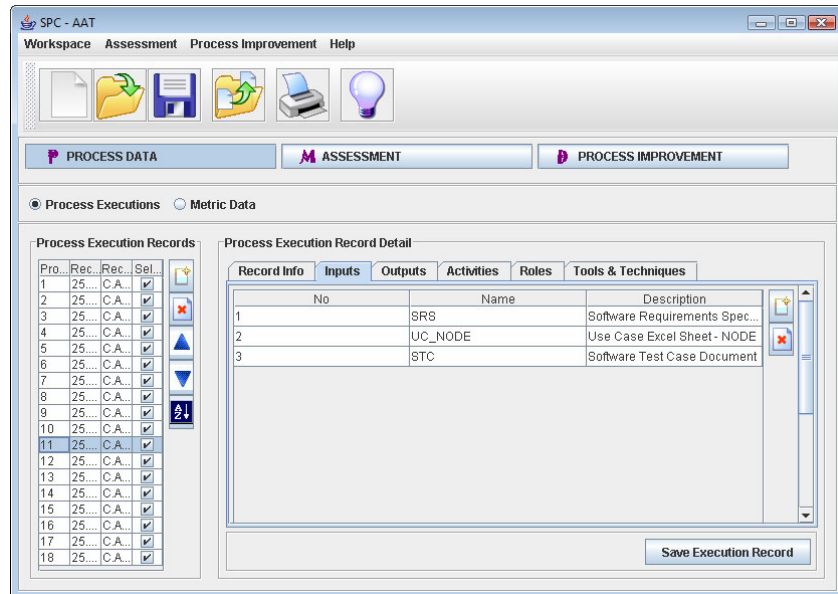 SPC - AAT
Workspace Assessment Process Improvement Help
P PROCESS DATA M ASSESSMENT D PROCESS IMPROVEMENT
Process Executions Metric Data
Process Execution Records Process Execution Record Detail
Record Info Inputs Outputs Activities Roles Tools & Techniques
Pro... Rec... Rec... Sel...
1 25.... C.A...
2 25.... C.A...
3 25.... C.A...
4 25.... C.A...
5 25.... C.A...
6 25.... C.A...
7 25.... C.A...
8 25.... C.A...
9 25.... C.A...
10 25.... C.A...
11 25.... C.A...
12 25.... C.A...
13 25.... C.A...
14 25.... C.A...
15 25.... C.A...
16 25.... C.A...
17 25.... C.A...
18 25.... C.A...
A Z
No Name Description
1 SRS Software Requirements Spec...
2 UC_NODE Use Case Excel Sheet - NODE
3 STC Software Test Case Document
Save Execution Record